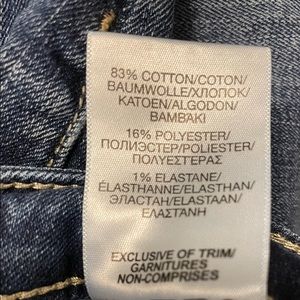 83% COTTON/COTON/
BAUMWOLLE/ХЛОПОК/
KATOEN/ALGODON/
ΒΑΜΒΑΚΙ
16% POLYESTER/
ПОЛИЭСТЕР/POLIESTER/
ΠΟΛΥΕΣΤΕΡΑΣ
1% ELASTANE/
ÉLASTHANNE/ELASTHAN/
ЭЛАСТАН/ELASTAAN/
ΕΛΑΣΤΑΝΗ
EXCLUSIVE OF TRIM/
GARNITURES
NON-COMPRISES